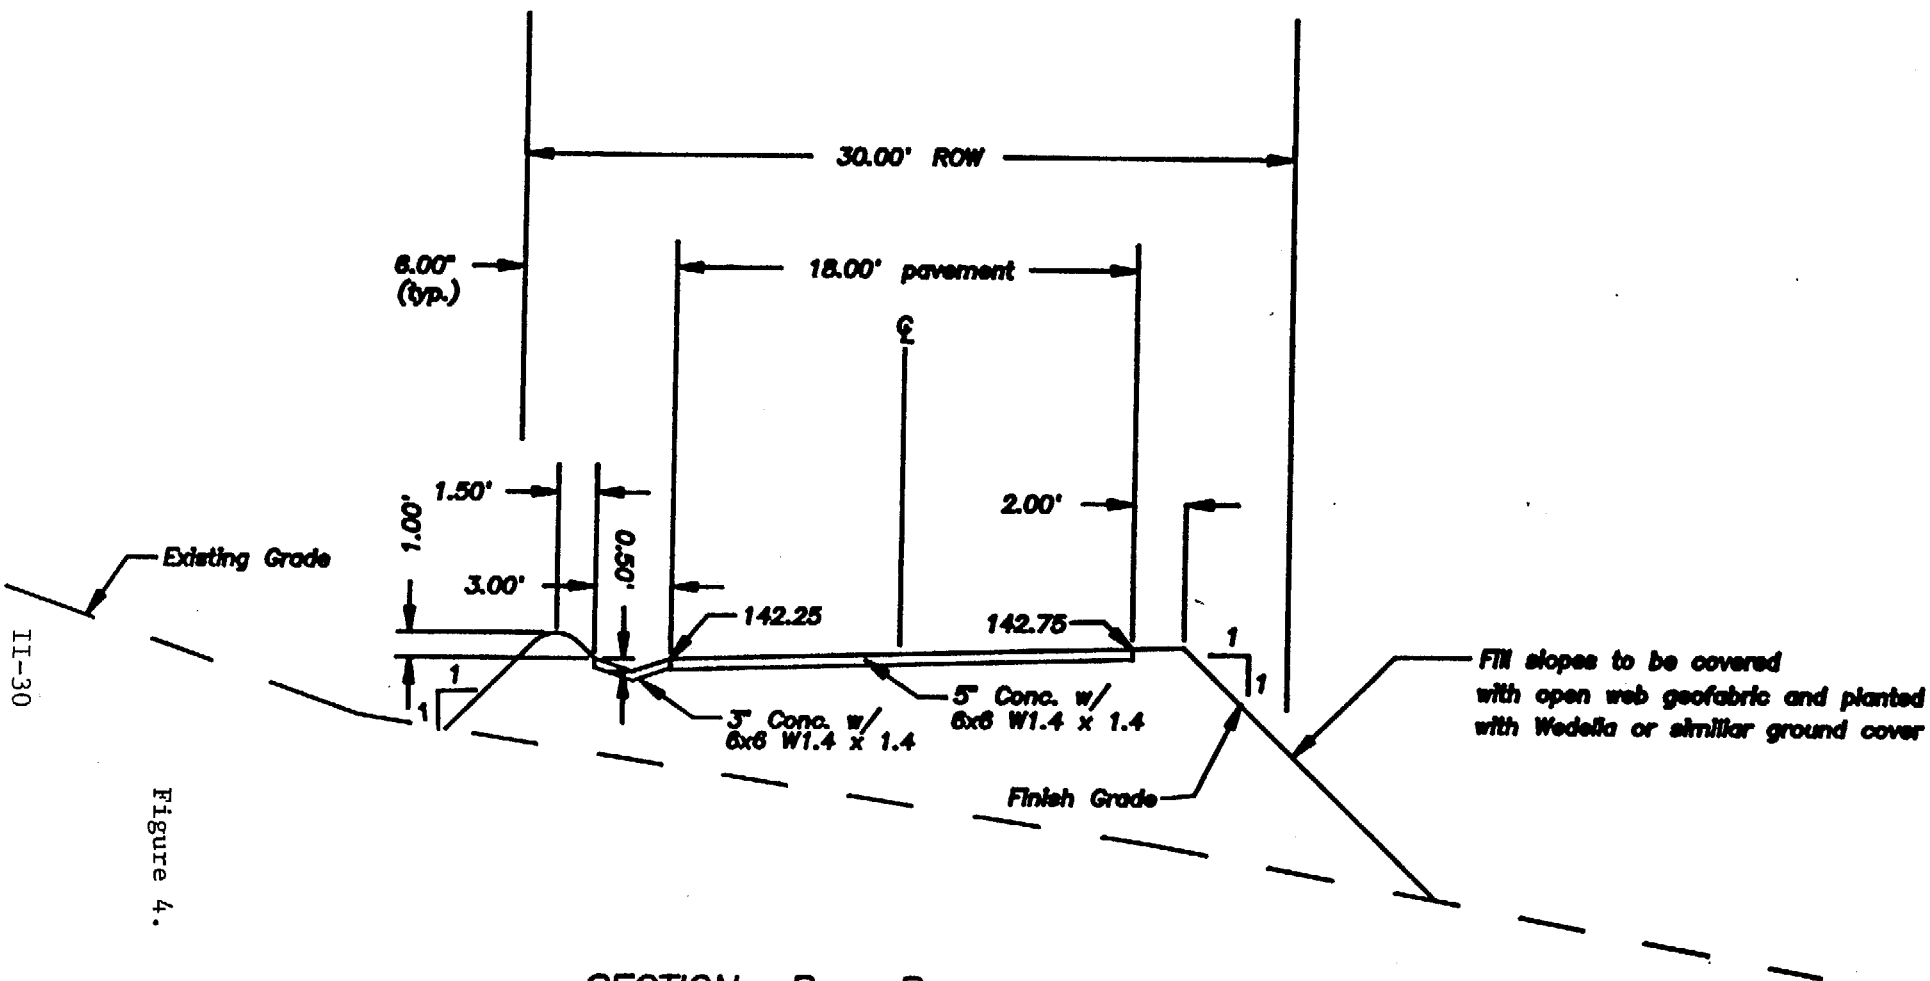 30.00' ROW
6.00"
(typ.)
18.00' pavement
℄
1.50'
2.00'
1.00'
0.50'
Existing Grade
3.00'
142.25
142.75
1
1
1
1
Fill slopes to be covered
with open web geofabric and planted
with Wedelia or similiar ground cover
3" Conc. w/
6x6 W1.4 x 1.4
5" Conc. w/
6x6 W1.4 x 1.4
Finish Grade
II-30
Figure 4.